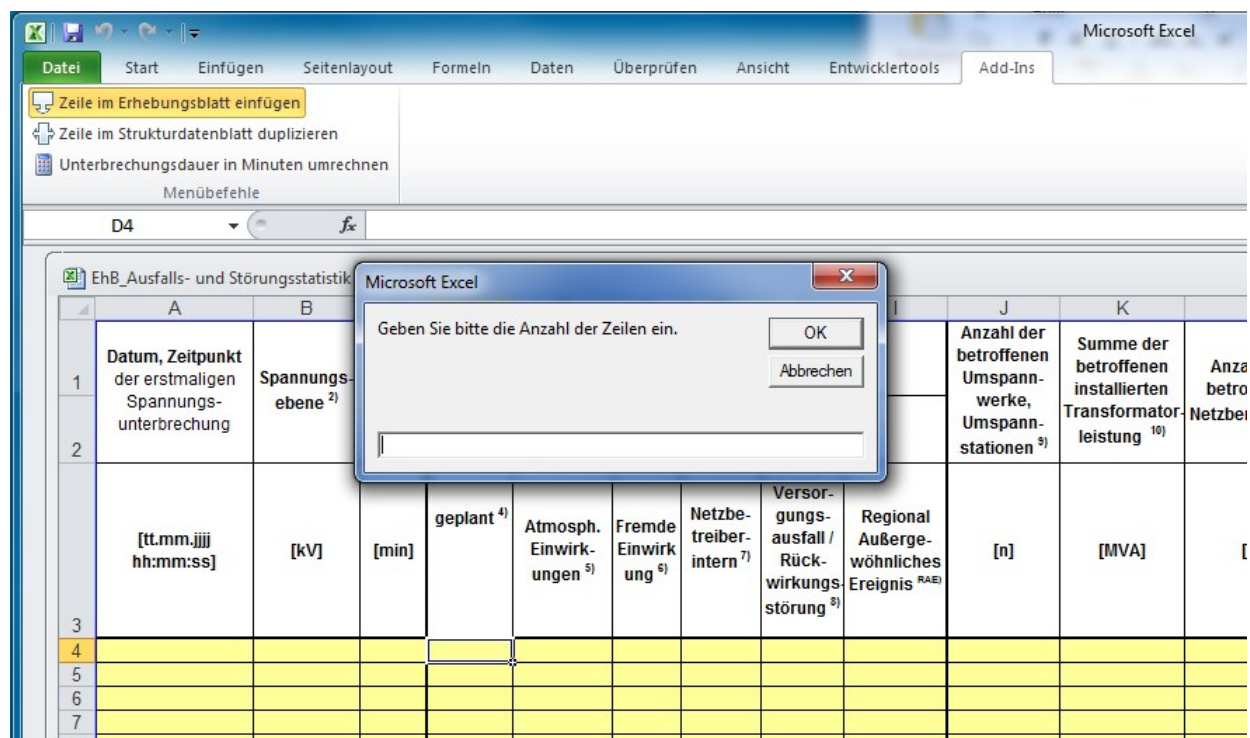 Microsoft Excel
Datei Start Einfügen Seitenlayout Formeln Daten Überprüfen Ansicht Entwicklertools Add-Ins
Zeile im Erhebungsblatt einfügen
Zeile im Strukturdatenblatt duplizieren
Unterbrechungsdauer in Minuten umrechnen
Menübefehle
D4 fx
EhB_Ausfalls- und Störungsstatistik
Microsoft Excel
Geben Sie bitte die Anzahl der Zeilen ein.
OK
Abbrechen
A B I J K
1
2
Datum, Zeitpunkt
der erstmaligen
Spannungs-
unterbrechung
Spannungs-
ebene 2)
Anzahl der
betroffenen
Umspann-
werke,
Umspann-
stationen 9)
Summe der
betroffenen
installierten
Transformator-
leistung 10)
Anza
betro
Netzber
3
[tt.mm.jjjj
hh:mm:ss]
[kV]
[min]
geplant 4)
Atmosph.
Einwirk-
ungen 5)
Fremde
Einwirk
ung 6)
Netzbe-
treiber-
intern 7)
Versor-
gungs-
ausfall /
Rück-
wirkungs-
störung 8)
Regional
Außerge-
wöhnliches
Ereignis RAE)
[n]
[MVA]
[
4
5
6
7